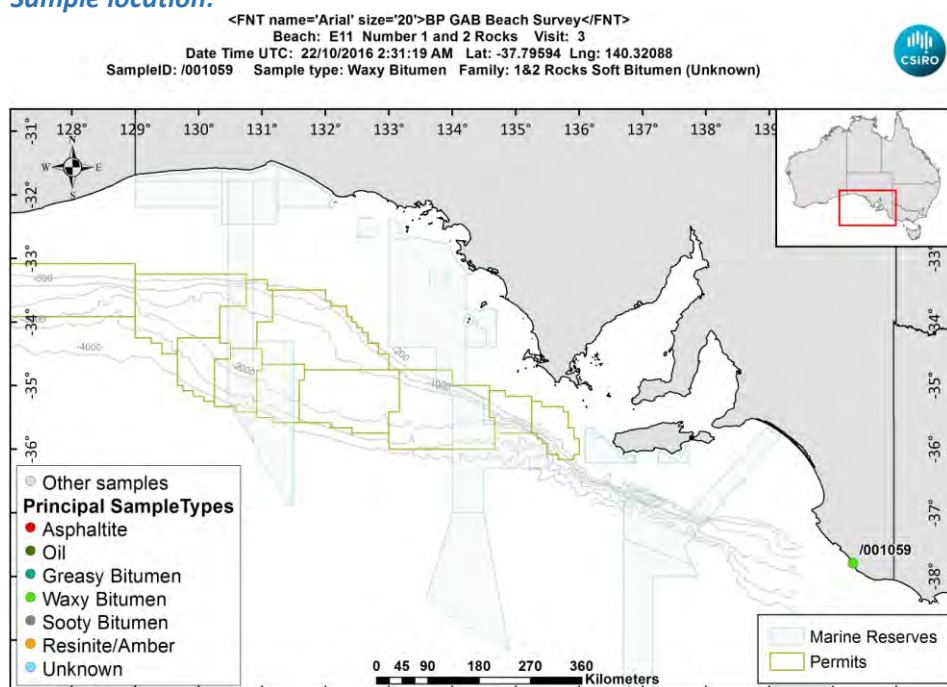 Sample location:
<FNT name='Arial' size='20'>BP GAB Beach Survey</FNT>
Beach: E11 Number 1 and 2 Rocks Visit: 3
Date Time UTC: 22/10/2016 2:31:19 AM Lat: -37.79594 Lng: 140.32088
SampleID: /001059 Sample type: Waxy Bitumen Family: 1&2 Rocks Soft Bitumen (Unknown)
CSIRO
128° 129° 130° 131° 132° 133° 134° 135° 136° 137° 138° 139
-31°
N
W E
S
-32°
-33° -33°
-34° -34°
-35° -35°
-36° -36°
-37° -37°
-38°
-4000
-2000
-200
-1000
Other samples
Principal SampleTypes
Asphaltite
Oil
Greasy Bitumen
Waxy Bitumen
Sooty Bitumen
Resinite/Amber
Unknown
/001059
Marine Reserves
Permits
0 45 90 180 270 360
Kilometers